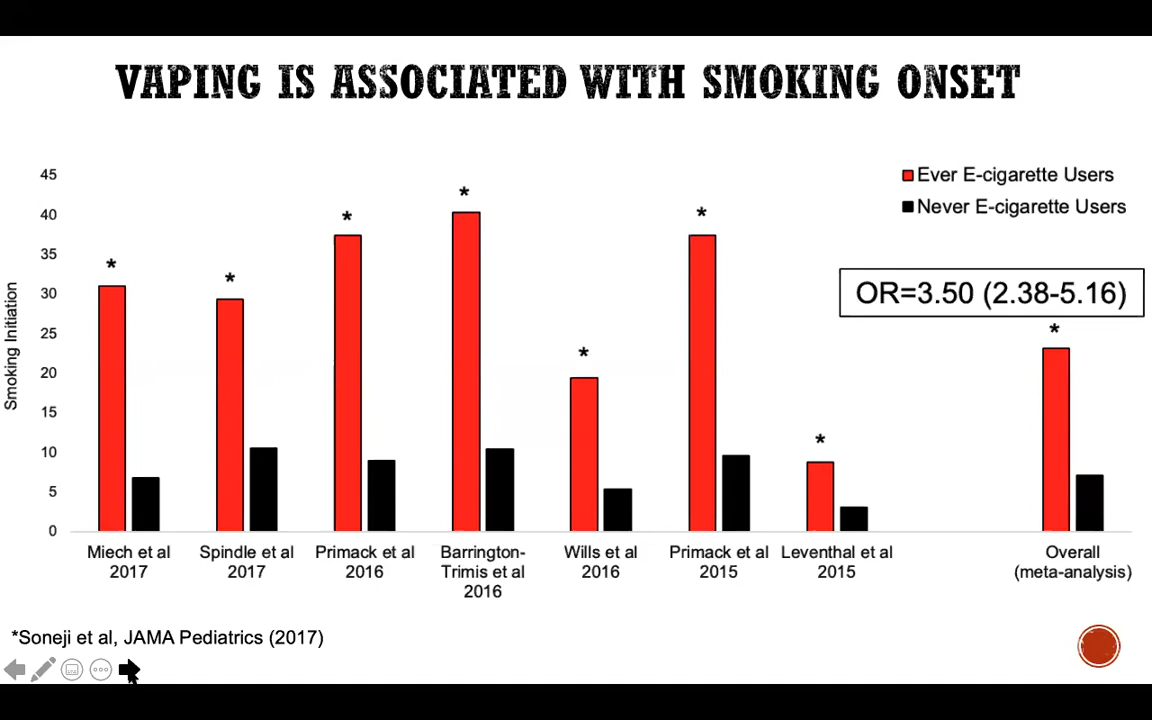 VAPING IS ASSOCIATED WITH SMOKING ONSET
45
40
35
30
25
20
15
10
5
0
Smoking Initiation
*
*
*
*
*
*
*
*
Ever E-cigarette Users
Never E-cigarette Users
OR=3.50 (2.38-5.16)
Miech et al
2017
Spindle et al
2017
Primack et al
2016
Barrington-
Trimis et al
2016
Wills et al
2016
Primack et al
2015
Leventhal et al
2015
Overall
(meta-analysis)
*Soneji et al, JAMA Pediatrics (2017)